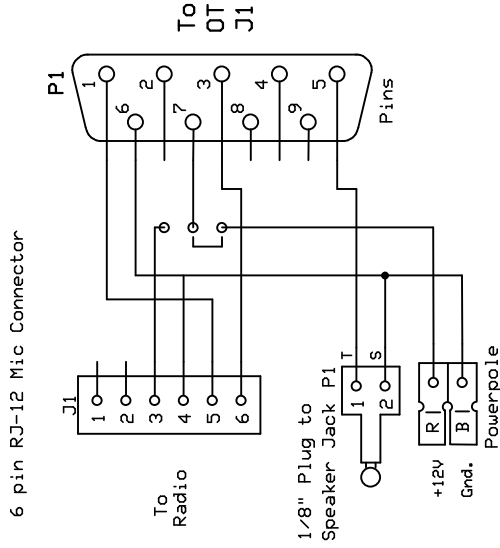 6 pin RJ-12 Mic Connector
P1
To
OT
J1
1
2
3
4
5
6
7
8
9
Pins
J1
1
2
3
4
5
6
To
Radio
1/8" Plug to
Speaker Jack P1
T
S
1
2
R
B
+12V
Gnd.
Powerpole